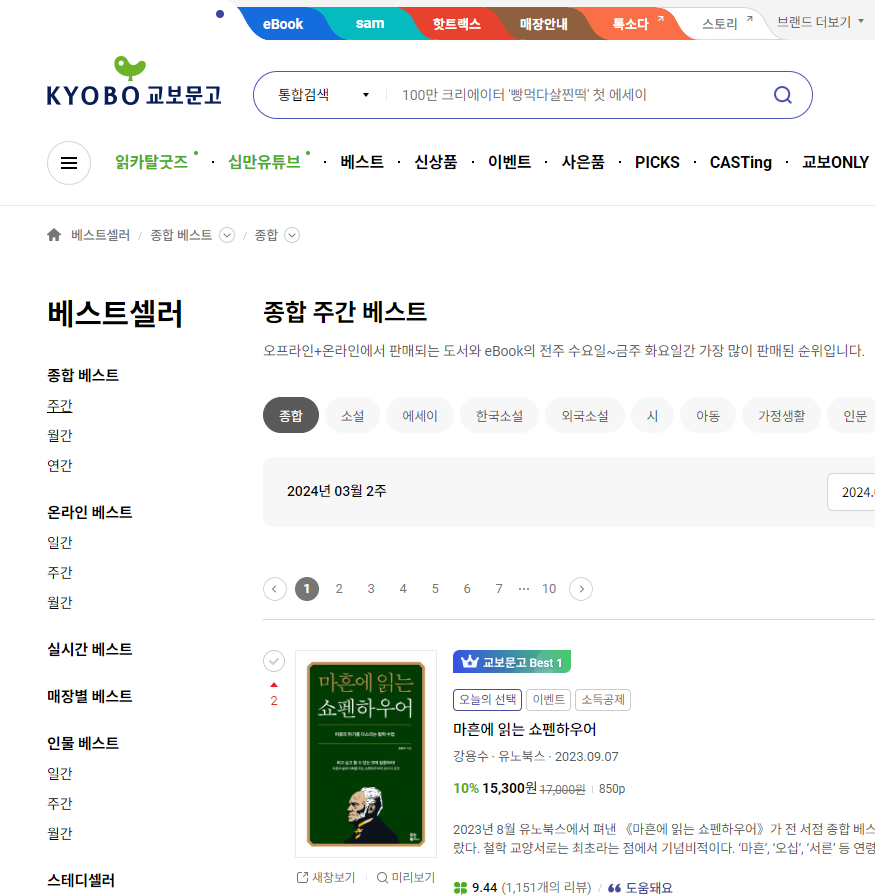 eBook sam 핫트랙스 매장안내 톡소다 스토리 브랜드 더보기
KYOBO 교보문고
통합검색 100만 크리에이터 '빵먹다살찐떡' 첫 에세이
읽카탈굿즈 · 십만유튜브 · 베스트 · 신상품 · 이벤트 · 사은품 · PICKS · CASTing · 교보ONLY
베스트셀러 / 종합 베스트 / 종합
베스트셀러
종합 베스트
주간
월간
연간
온라인 베스트
일간
주간
월간
실시간 베스트
매장별 베스트
인물 베스트
일간
주간
월간
스테디셀러
종합 주간 베스트
오프라인+온라인에서 판매되는 도서와 eBook의 전주 수요일~금주 화요일간 가장 많이 판매된 순위입니다.
종합 소설 에세이 한국소설 외국소설 시 아동 가정생활 인문
2024년 03월 2주 2024.
1 2 3 4 5 6 7 ··· 10
2
마흔에 읽는
쇼펜하우어
새창보기 미리보기
교보문고 Best 1
오늘의 선택 이벤트 소득공제
마흔에 읽는 쇼펜하우어
강용수 · 유노북스 · 2023.09.07
10% 15,300원 17,000원 850p
2023년 8월 유노북스에서 펴낸 《마흔에 읽는 쇼펜하우어》가 전 서점 종합 베스
랐다. 철학 교양서로는 최초라는 점에서 기념비적이다. '마흔', '오십', '서른' 등 연령
9.44 (1,151개의 리뷰) / 도움돼요